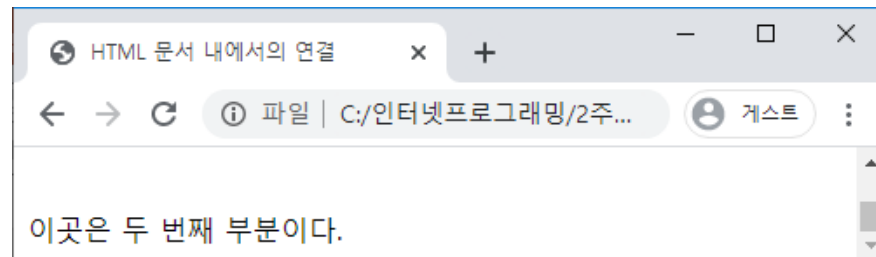 HTML 문서 내에서의 연결
파일 | C:/인터넷프로그래밍/2주... 게스트
이곳은 두 번째 부분이다.